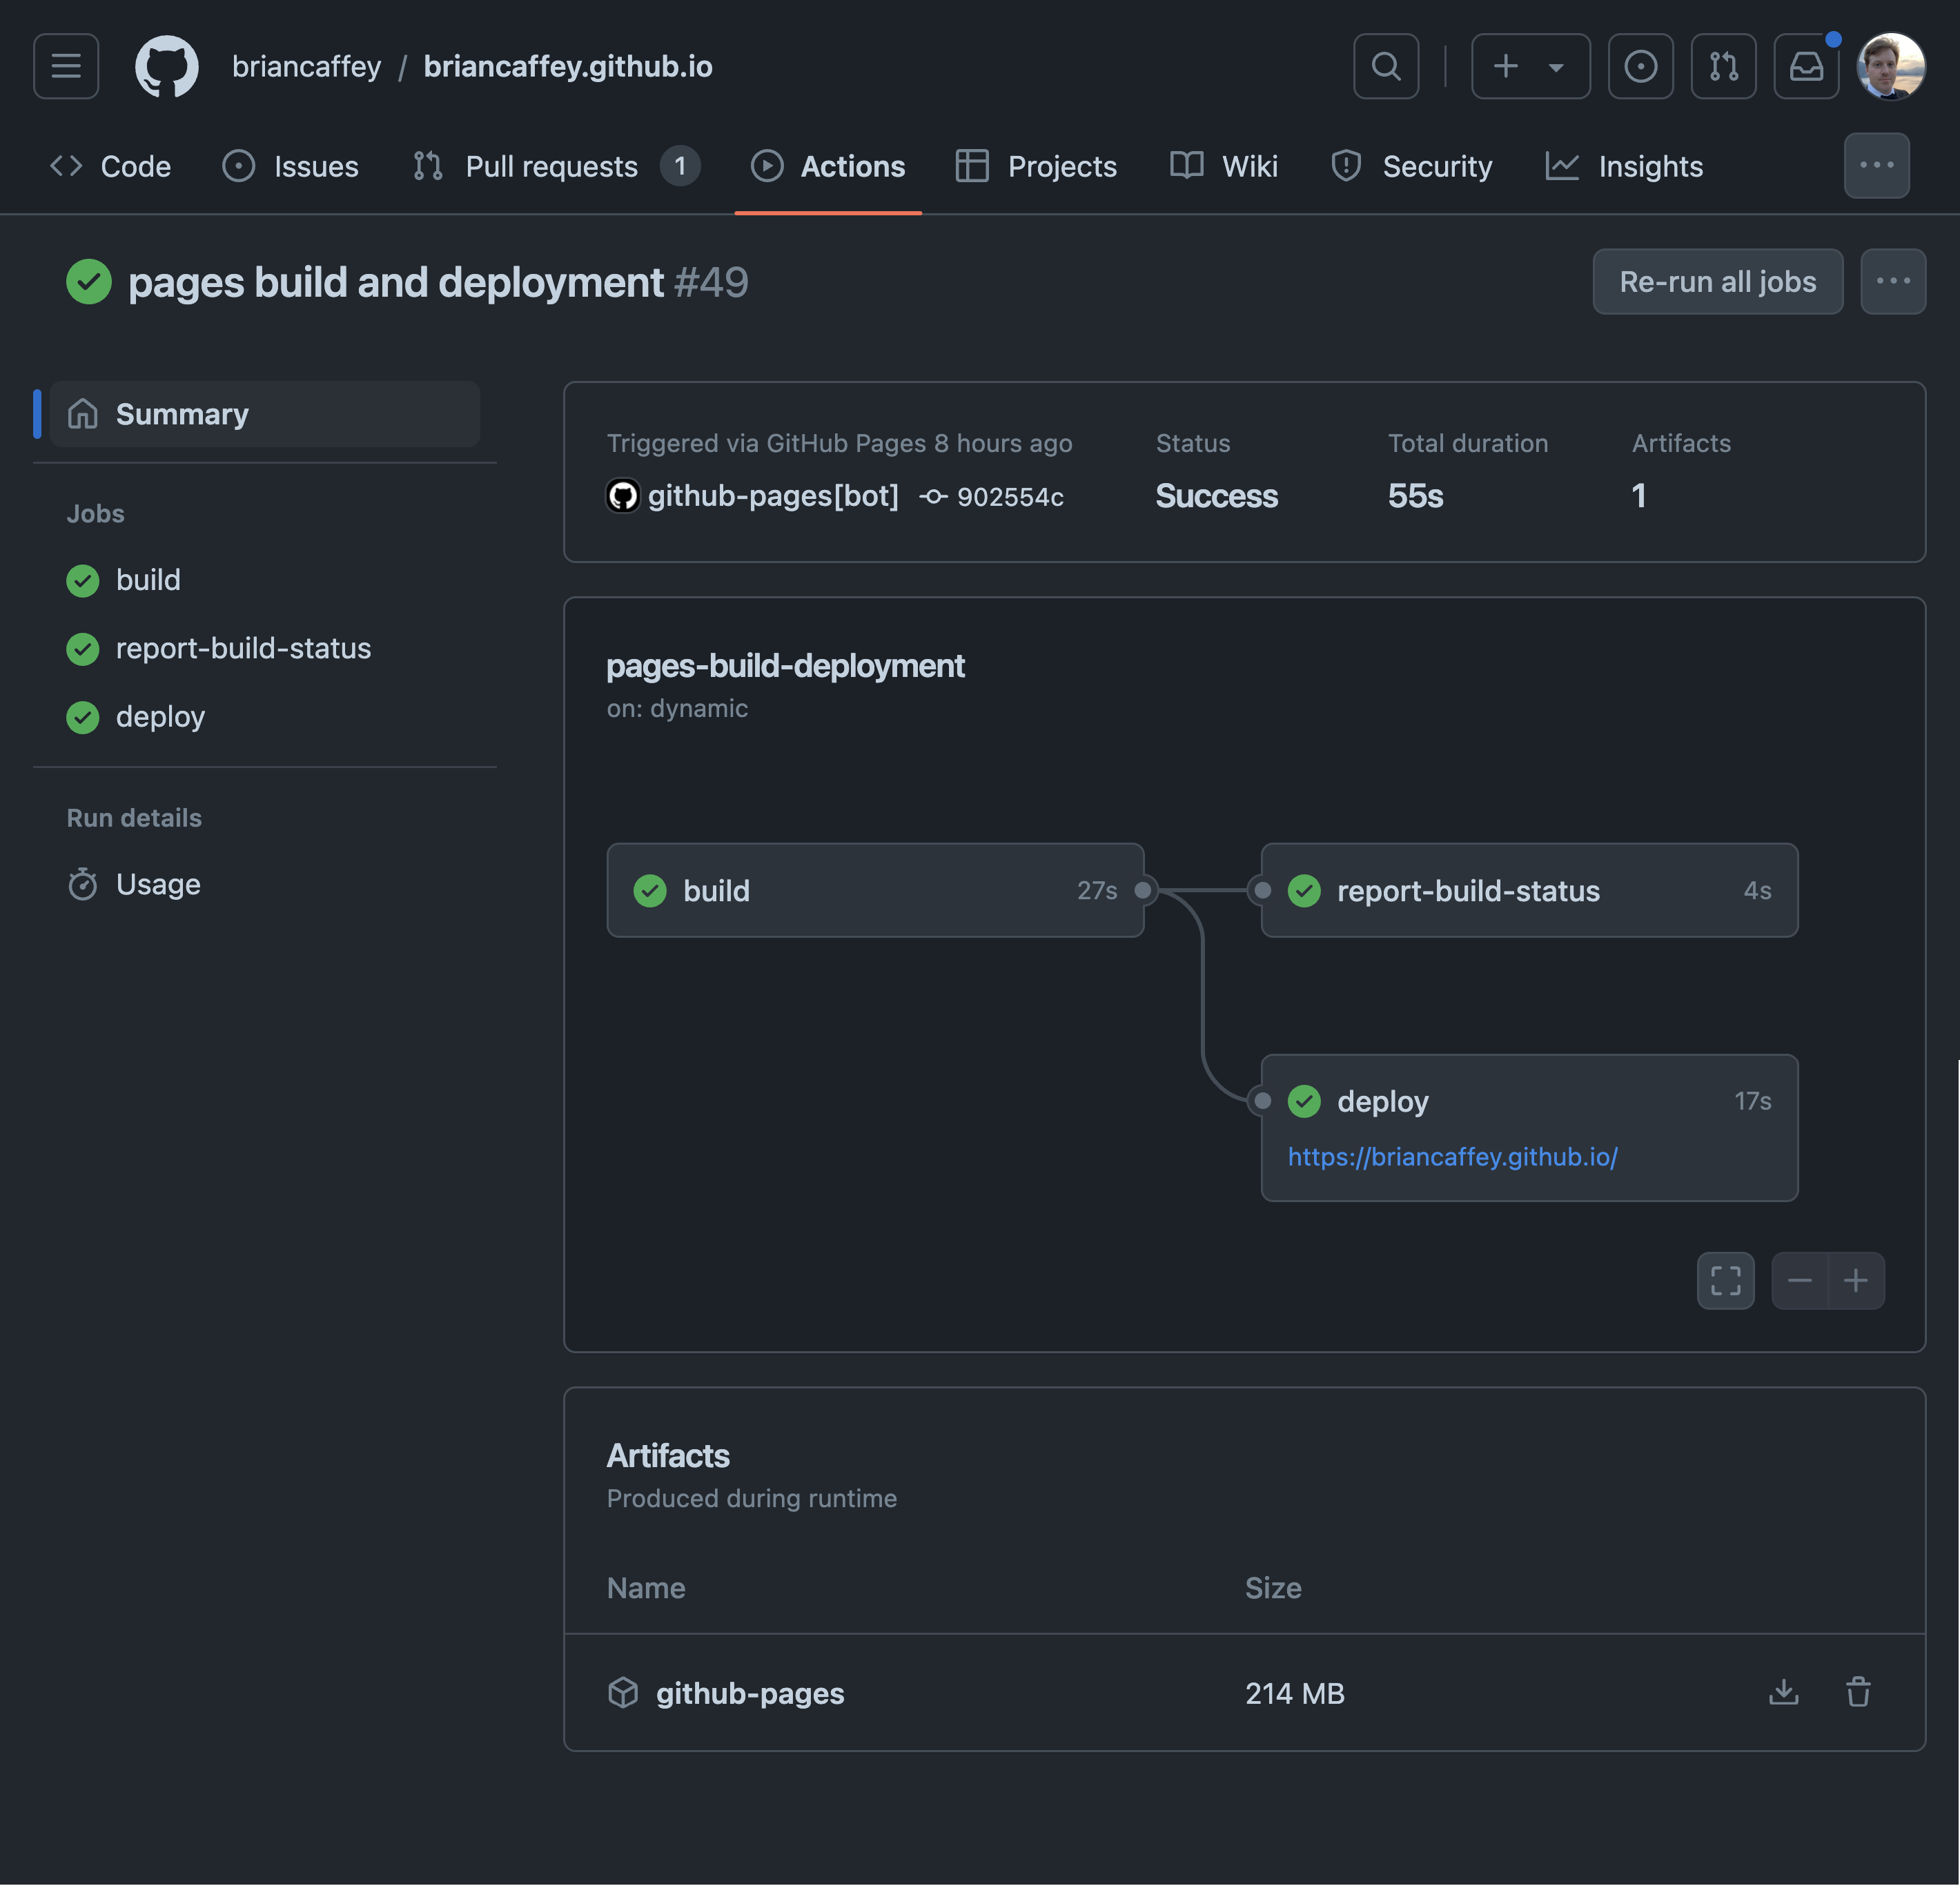 briancaffey / briancaffey.github.io
Code Issues Pull requests 1 Actions Projects Wiki Security Insights
pages build and deployment #49
Re-run all jobs
Summary
Jobs
build
report-build-status
deploy
Run details
Usage
Triggered via GitHub Pages 8 hours ago
github-pages[bot] 902554c
Status
Success
Total duration
55s
Artifacts
1
pages-build-deployment
on: dynamic
build 27s
report-build-status 4s
deploy 17s
https://briancaffey.github.io/
Artifacts
Produced during runtime
Name Size
github-pages 214 MB